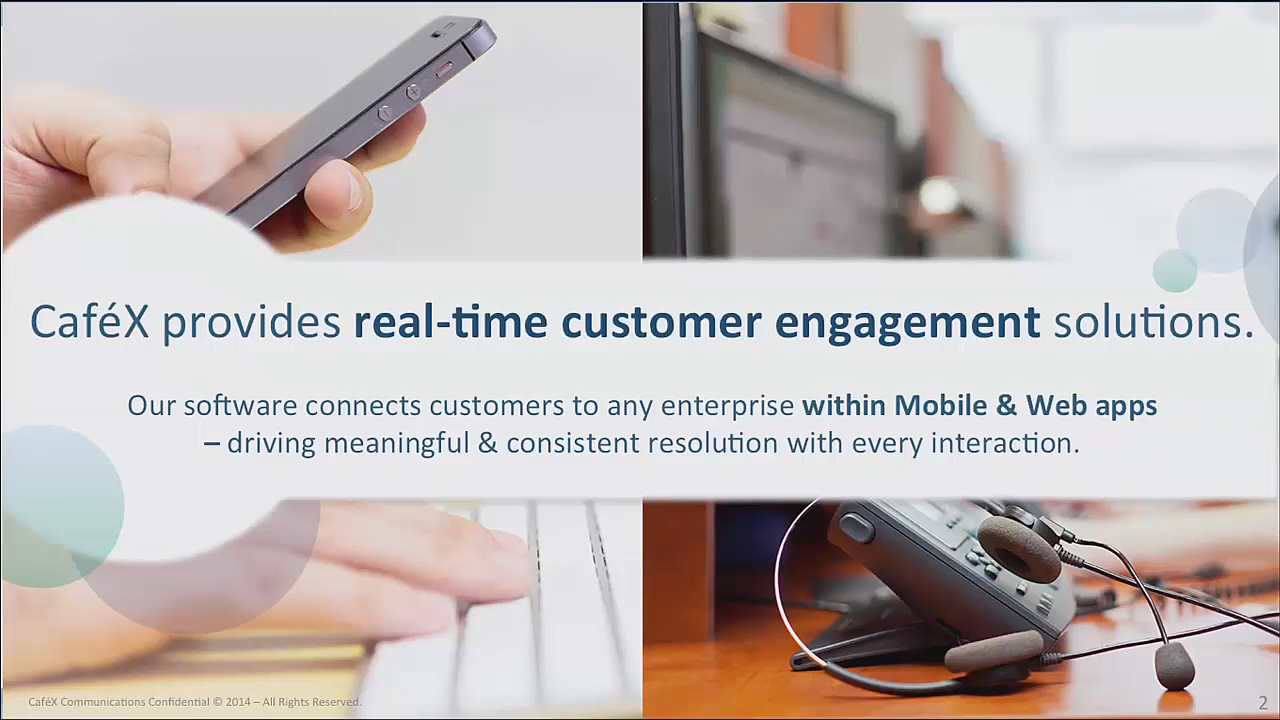 CaféX provides real-time customer engagement solutions.
Our software connects customers to any enterprise within Mobile & Web apps
– driving meaningful & consistent resolution with every interaction.
CaféX Communications Confidential © 2014 – All Rights Reserved.
2